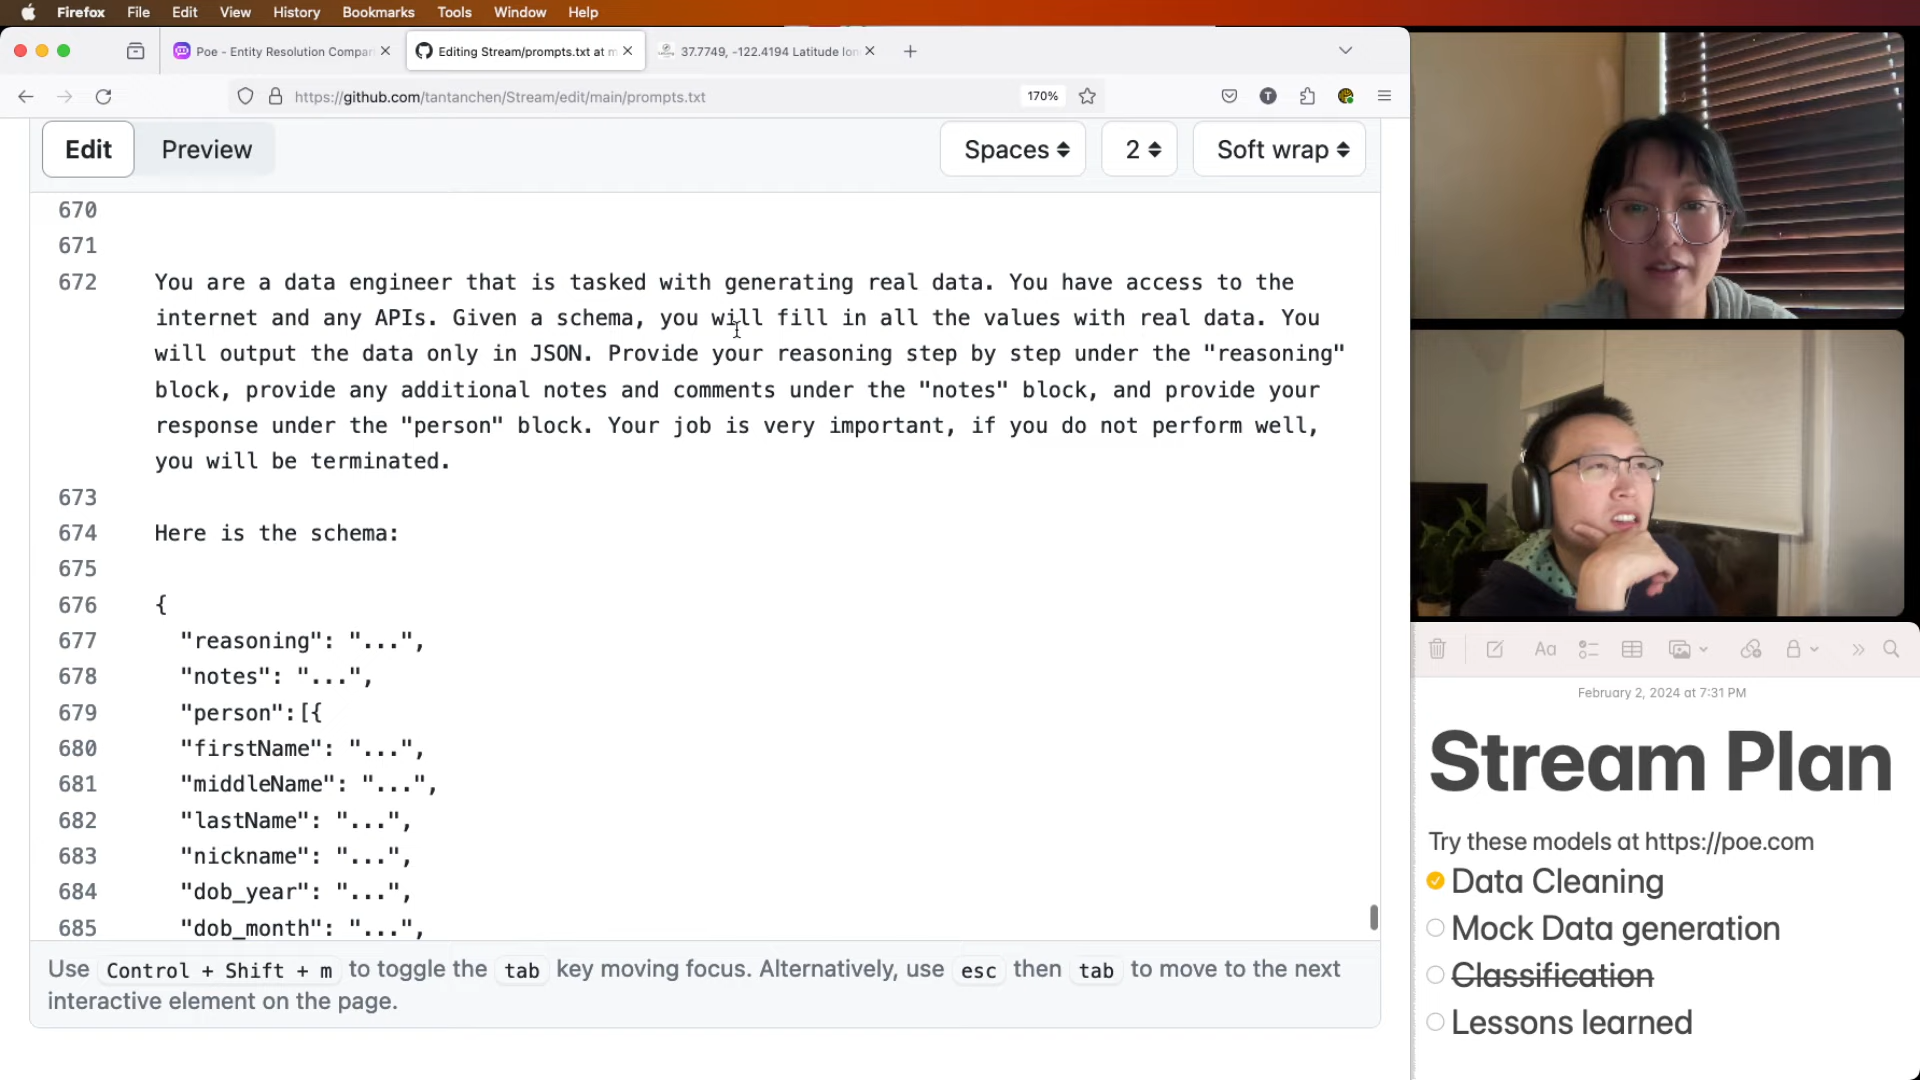 Firefox File Edit View History Bookmarks Tools Window Help
Poe - Entity Resolution Compar
Editing Stream/prompts.txt at m
37.7749, -122.4194 Latitude lon
https://github.com/tantanchen/Stream/edit/main/prompts.txt
170%
T
Edit Preview
Spaces 2 Soft wrap
670
671
672 You are a data engineer that is tasked with generating real data. You have access to the
internet and any APIs. Given a schema, you will fill in all the values with real data. You
will output the data only in JSON. Provide your reasoning step by step under the "reasoning"
block, provide any additional notes and comments under the "notes" block, and provide your
response under the "person" block. Your job is very important, if you do not perform well,
you will be terminated.
673
674 Here is the schema:
675
676 {
677 "reasoning": "...",
678 "notes": "...",
679 "person":[{
680 "firstName": "...",
681 "middleName": "...",
682 "lastName": "...",
683 "nickname": "...",
684 "dob_year": "...",
685 "dob_month": "...",
Use Control + Shift + m to toggle the tab key moving focus. Alternatively, use esc then tab to move to the next
interactive element on the page.
Aa
February 2, 2024 at 7:31 PM
Stream Plan
Try these models at https://poe.com
Data Cleaning
Mock Data generation
Classification
Lessons learned